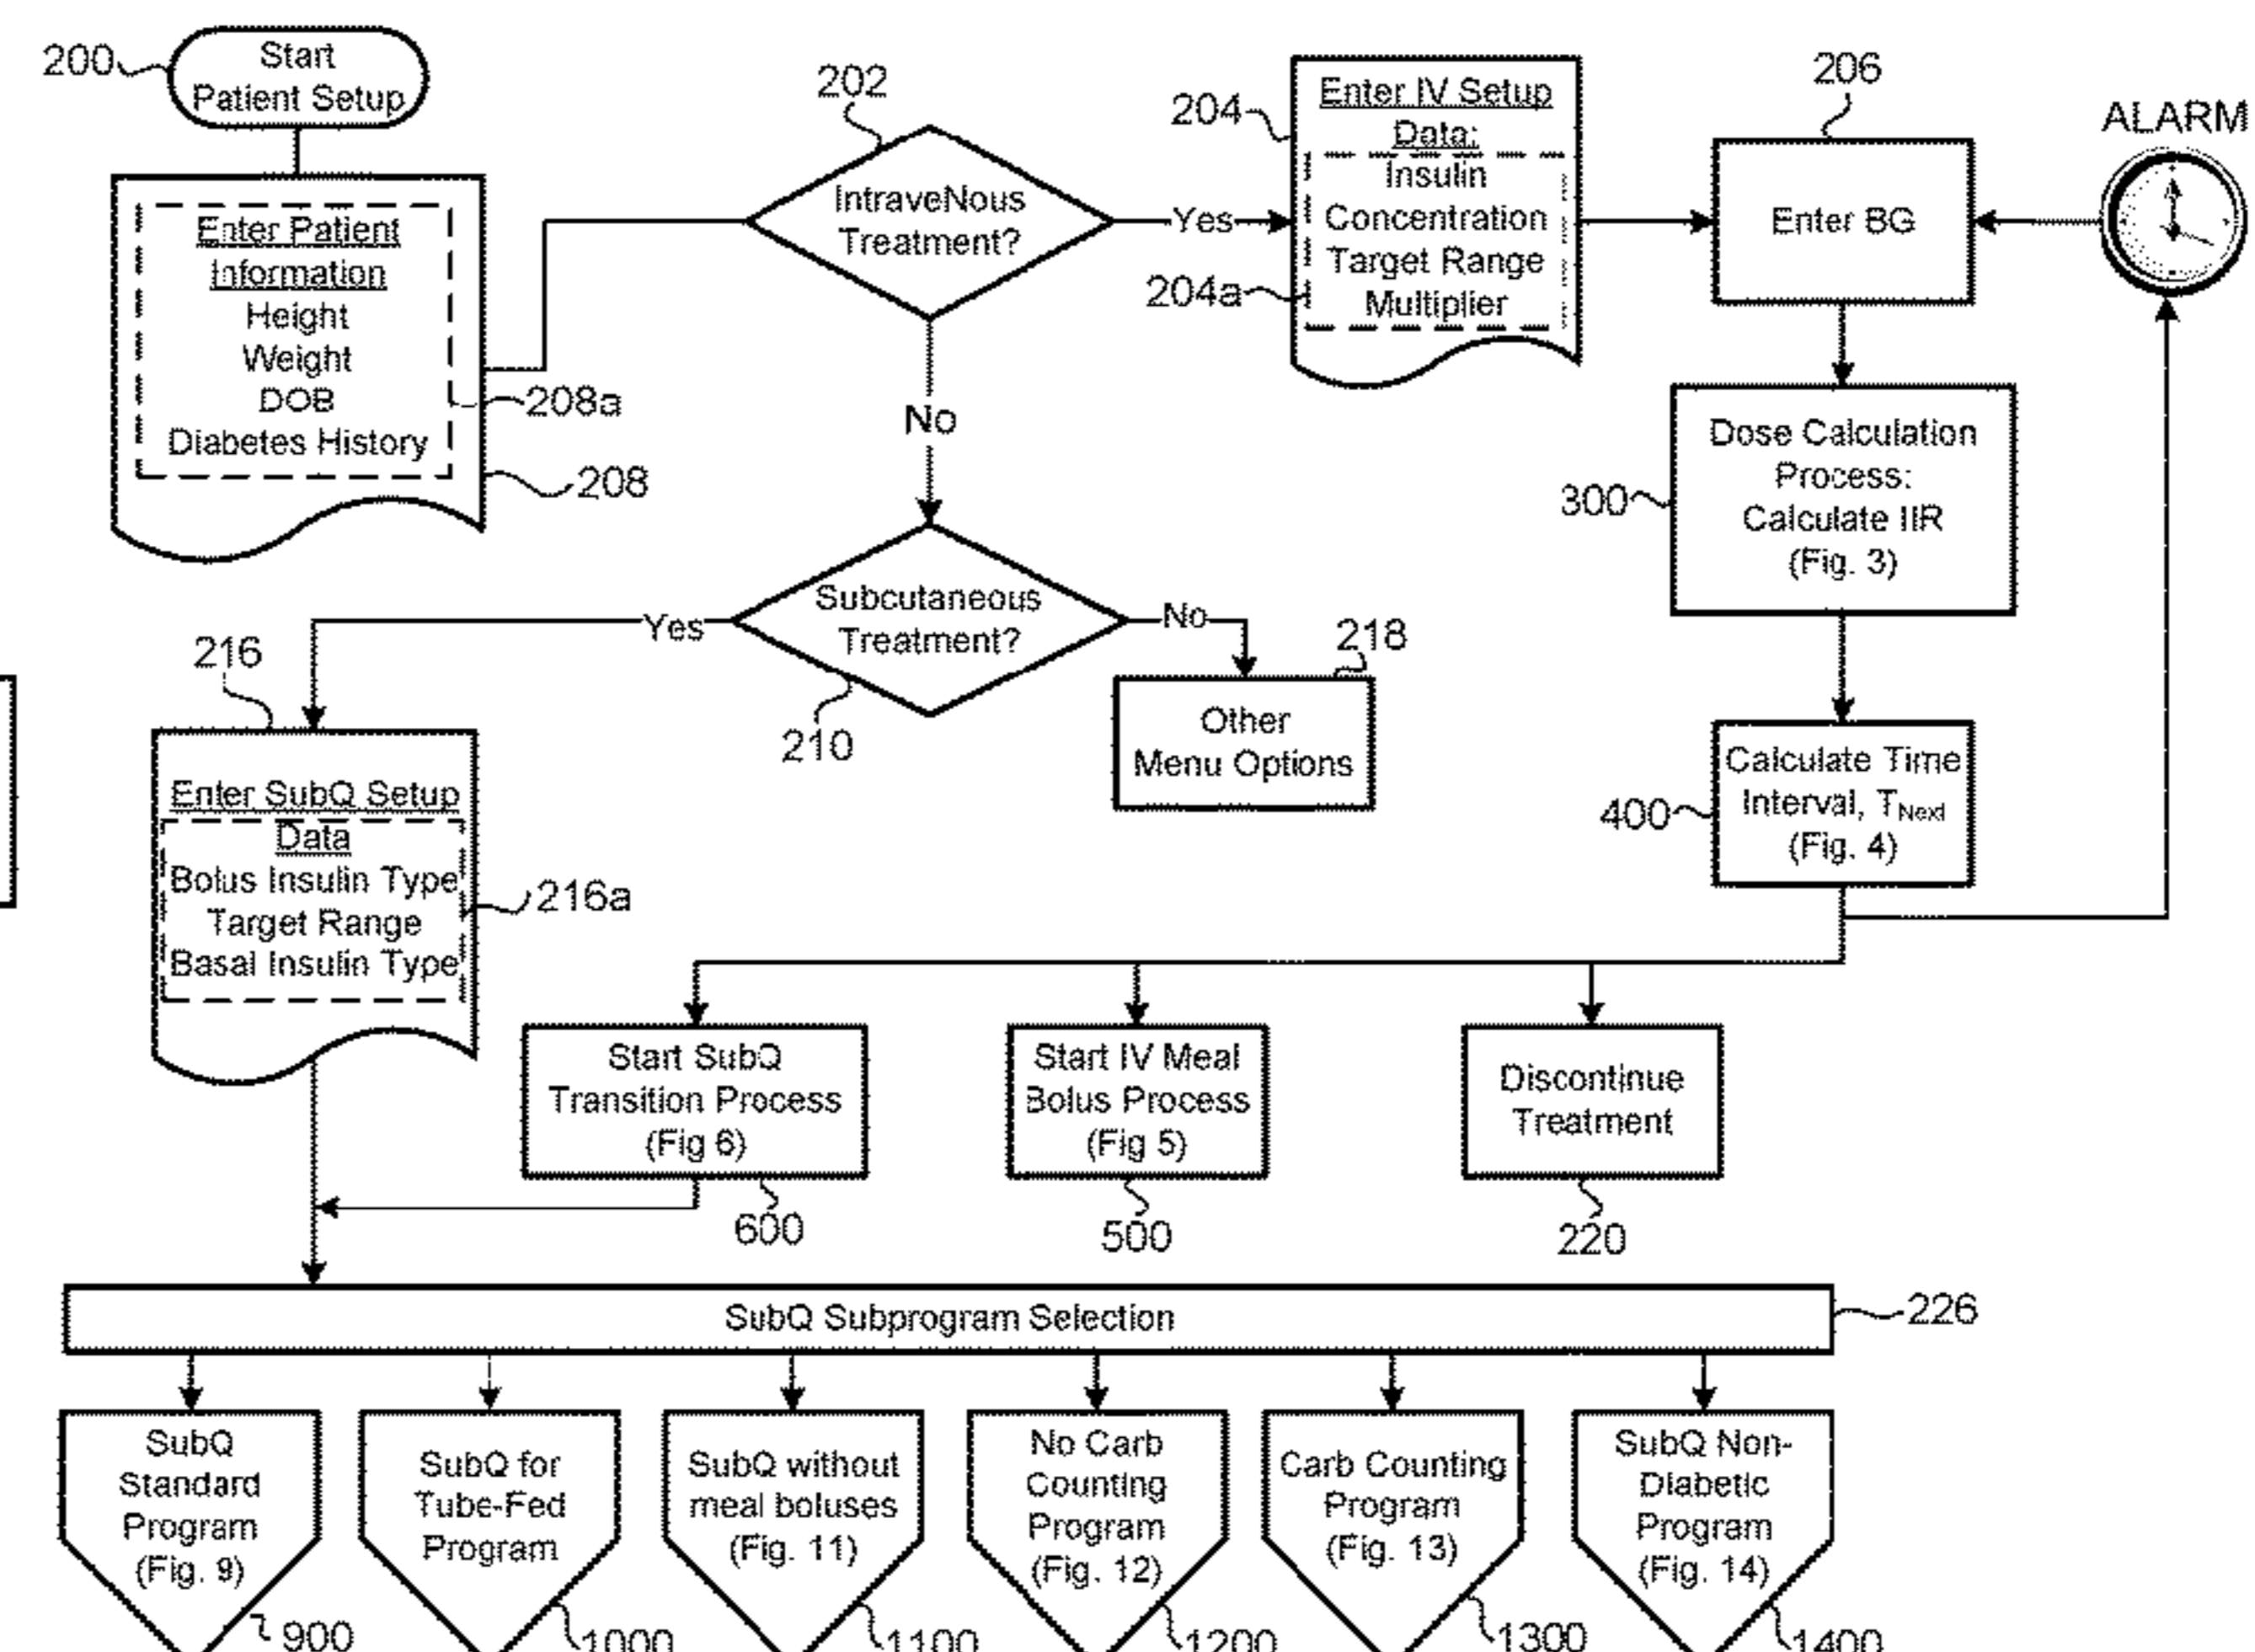 200
Start
Patient Setup
Enter Patient
Information
Height
Weight
DOB
Diabetes History
208a
208
202
IntraveNous
Treatment?
Yes
No
204
Enter IV Setup
Data:
Insulin
Concentration
Target Range
Multiplier
204a
206
Enter BG
ALARM
300
Dose Calculation
Process:
Calculate IIR
(Fig. 3)
400
Calculate Time
Interval, TNext
(Fig. 4)
Subcutaneous
Treatment?
Yes
No
210
218
Other
Menu Options
216
Enter SubQ Setup
Data
Bolus Insulin Type
Target Range
Basal Insulin Type
216a
Start SubQ
Transition Process
(Fig 6)
600
Start IV Meal
Bolus Process
(Fig 5)
500
Discontinue
Treatment
220
SubQ Subprogram Selection
226
SubQ
Standard
Program
(Fig. 9)
900
SubQ for
Tube-Fed
Program
1000
SubQ without
meal boluses
(Fig. 11)
1100
No Carb
Counting
Program
(Fig. 12)
1200
Carb Counting
Program
(Fig. 13)
1300
SubQ Non-
Diabetic
Program
(Fig. 14)
1400